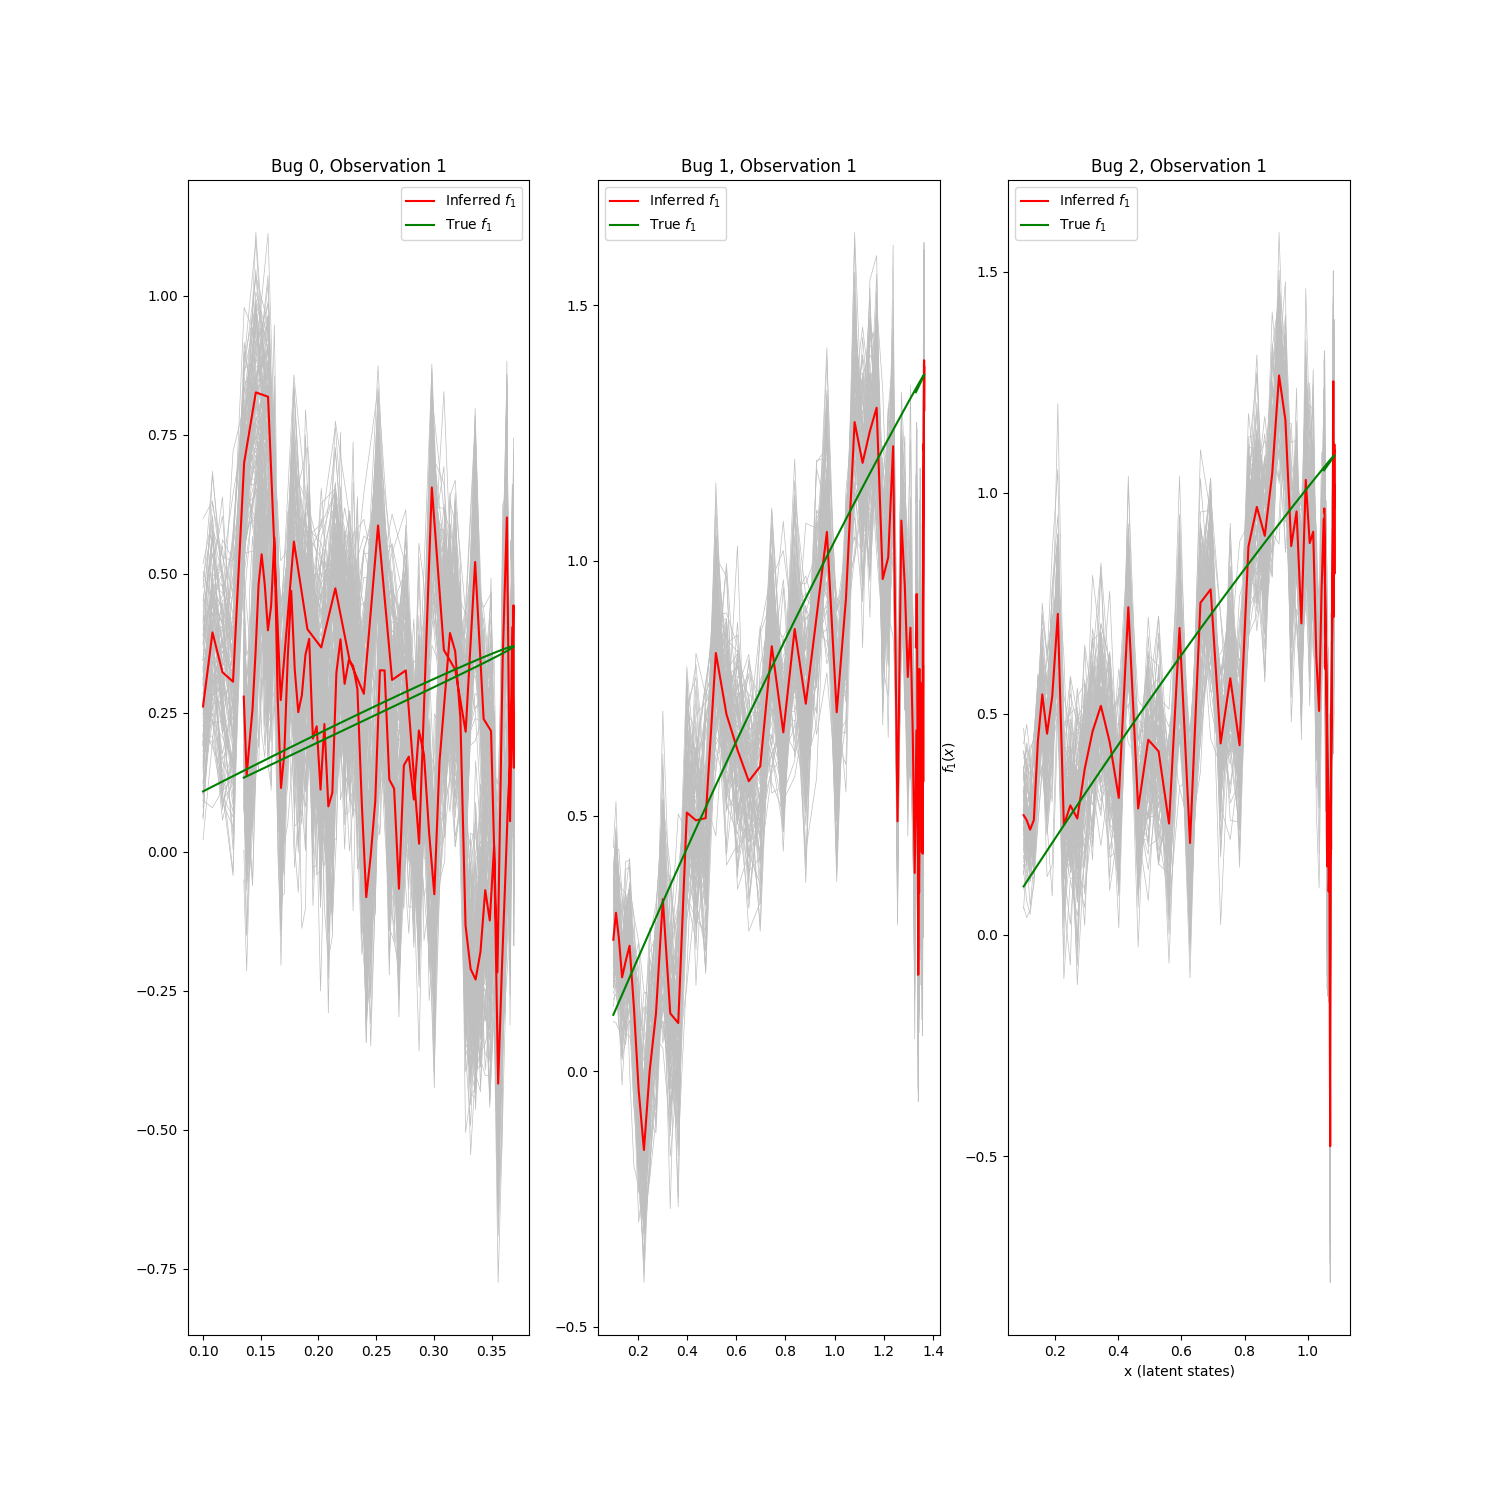 Bug 0, Observation 1
Inferred f₁
True f₁
1.00
0.75
0.50
0.25
0.00
−0.25
−0.50
−0.75
0.10 0.15 0.20 0.25 0.30 0.35
Bug 1, Observation 1
Inferred f₁
True f₁
1.5
1.0
0.5
0.0
−0.5
0.2 0.4 0.6 0.8 1.0 1.2 1.4
Bug 2, Observation 1
Inferred f₁
True f₁
f₁(x)
1.5
1.0
0.5
0.0
−0.5
0.2 0.4 0.6 0.8 1.0
x (latent states)